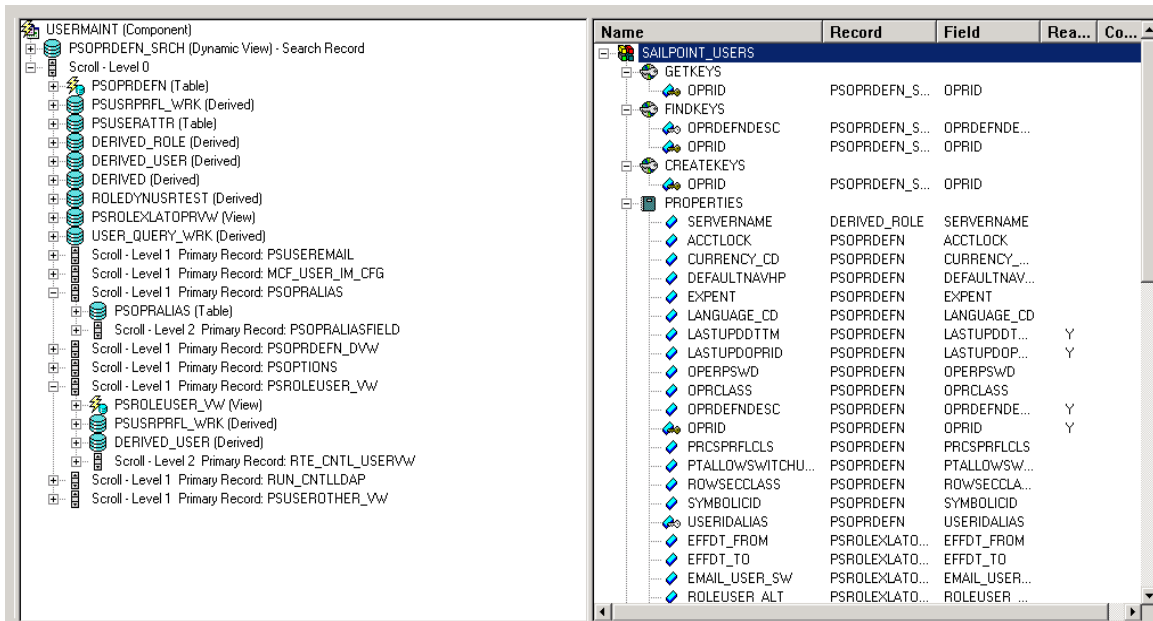 USERMAINT (Component)
PSOPRDEFN_SRCH (Dynamic View) - Search Record
Scroll - Level 0
PSOPRDEFN (Table)
PSUSRPRFL_WRK (Derived)
PSUSERATTR (Table)
DERIVED_ROLE (Derived)
DERIVED_USER (Derived)
DERIVED (Derived)
ROLEDYNUSRTEST (Derived)
PSROLEXLATOPRVW (View)
USER_QUERY_WRK (Derived)
Scroll - Level 1 Primary Record: PSUSEREMAIL
Scroll - Level 1 Primary Record: MCF_USER_IM_CFG
Scroll - Level 1 Primary Record: PSOPRALIAS
PSOPRALIAS (Table)
Scroll - Level 2 Primary Record: PSOPRALIASFIELD
Scroll - Level 1 Primary Record: PSOPRDEFN_DVW
Scroll - Level 1 Primary Record: PSOPTIONS
Scroll - Level 1 Primary Record: PSROLEUSER_VW
PSROLEUSER_VW (View)
PSUSRPRFL_WRK (Derived)
DERIVED_USER (Derived)
Scroll - Level 2 Primary Record: RTE_CNTL_USERVW
Scroll - Level 1 Primary Record: RUN_CNTLLDAP
Scroll - Level 1 Primary Record: PSUSEROTHER_VW
Name Record Field Rea... Co...
SAILPOINT_USERS
GETKEYS
OPRID PSOPRDEFN_S... OPRID
FINDKEYS
OPRDEFNDESC PSOPRDEFN_S... OPRDEFNDE...
OPRID PSOPRDEFN_S... OPRID
CREATEKEYS
OPRID PSOPRDEFN_S... OPRID
PROPERTIES
SERVERNAME DERIVED_ROLE SERVERNAME
ACCTLOCK PSOPRDEFN ACCTLOCK
CURRENCY_CD PSOPRDEFN CURRENCY_...
DEFAULTNAVHP PSOPRDEFN DEFAULTNAV...
EXPENT PSOPRDEFN EXPENT
LANGUAGE_CD PSOPRDEFN LANGUAGE_CD
LASTUPDDTTM PSOPRDEFN LASTUPDDT... Y
LASTUPDOPRID PSOPRDEFN LASTUPDOP... Y
OPERPSWD PSOPRDEFN OPERPSWD
OPRCLASS PSOPRDEFN OPRCLASS
OPRDEFNDESC PSOPRDEFN OPRDEFNDE... Y
OPRID PSOPRDEFN OPRID Y
PRCSPRFLCLS PSOPRDEFN PRCSPRFLCLS
PTALLOWSWITCHU... PSOPRDEFN PTALLOWSW...
ROWSECCLASS PSOPRDEFN ROWSECCLA...
SYMBOLICID PSOPRDEFN SYMBOLICID
USERIDALIAS PSOPRDEFN USERIDALIAS
EFFDT_FROM PSROLEXLATO... EFFDT_FROM
EFFDT_TO PSROLEXLATO... EFFDT_TO
EMAIL_USER_SW PSROLEXLATO... EMAIL_USER...
ROLEUSER_ALT PSROLEXLATO... ROLEUSER_...